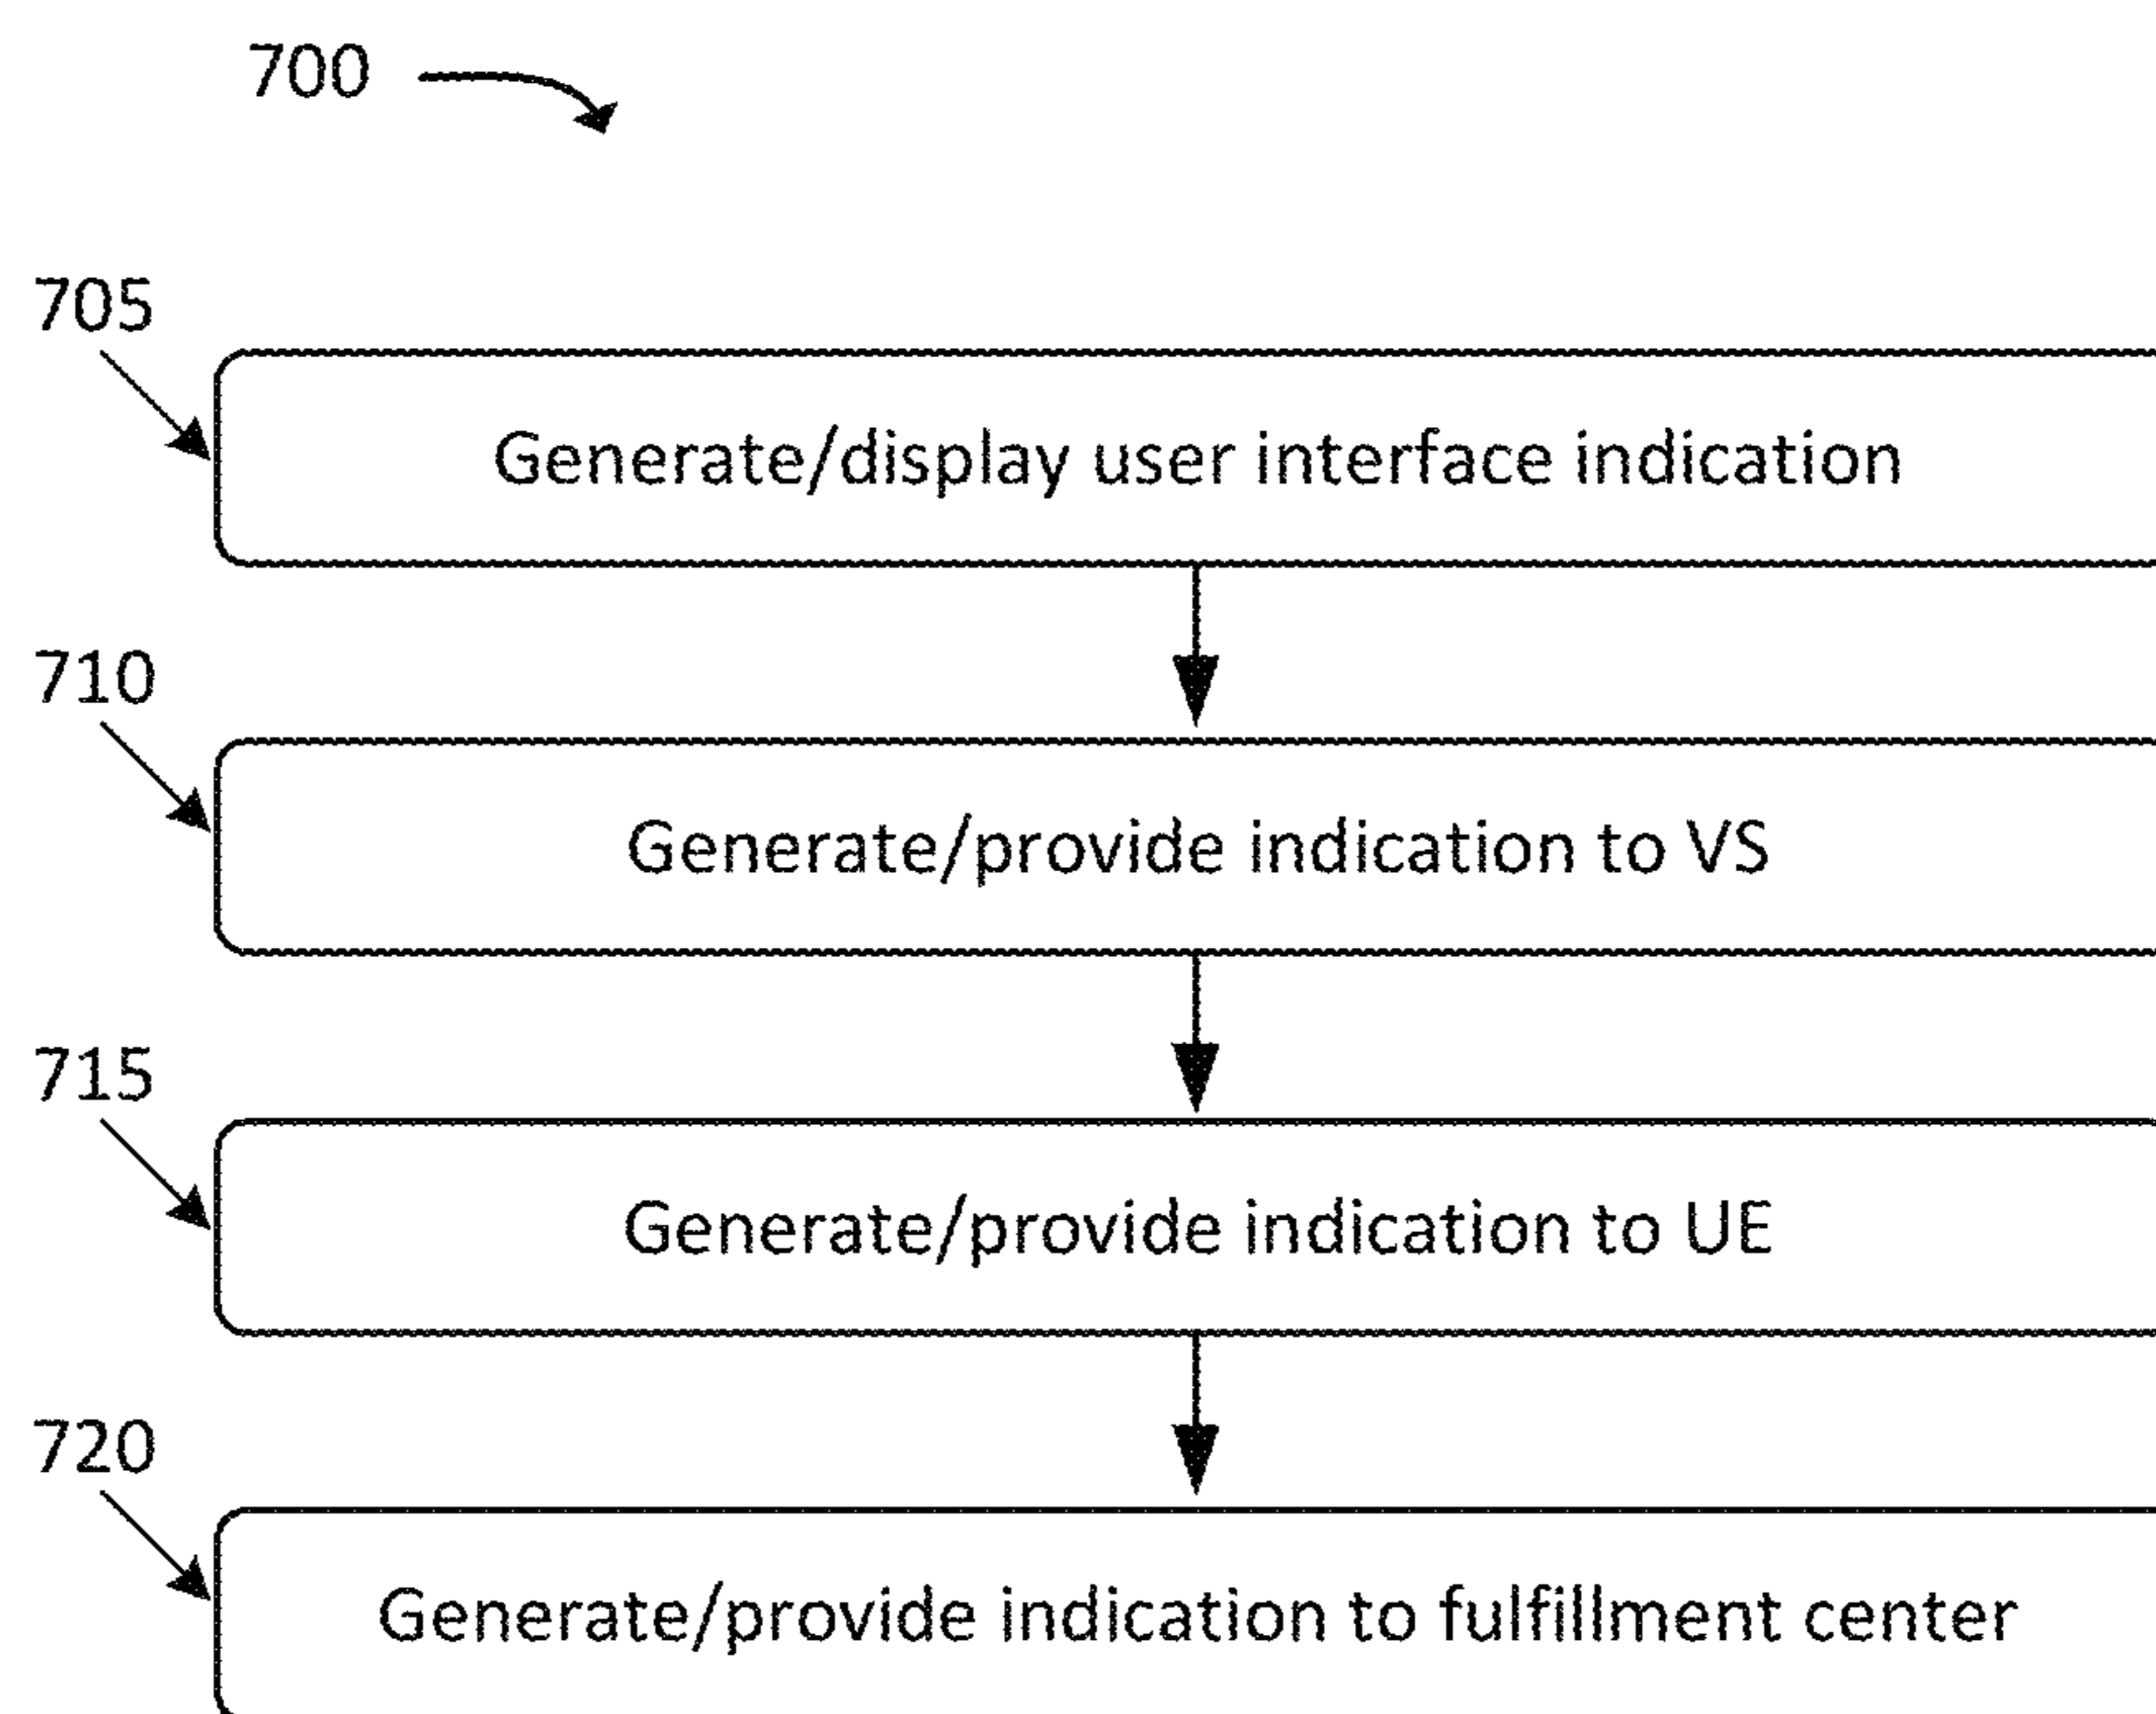 700
705
Generate/display user interface indication
710
Generate/provide indication to VS
715
Generate/provide indication to UE
720
Generate/provide indication to fulfillment center